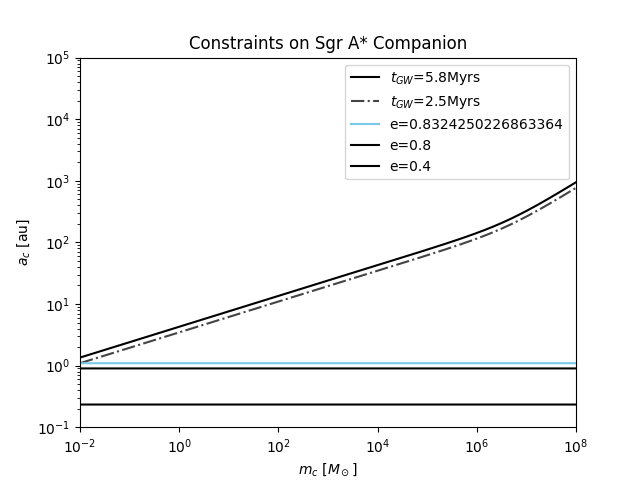 Constraints on Sgr A* Companion
t_GW=5.8Myrs
t_GW=2.5Myrs
e=0.8324250226863364
e=0.8
e=0.4
a_c [au]
10^5
10^4
10^3
10^2
10^1
10^0
10^-1
10^-2 10^0 10^2 10^4 10^6 10^8
m_c [M_⊙]